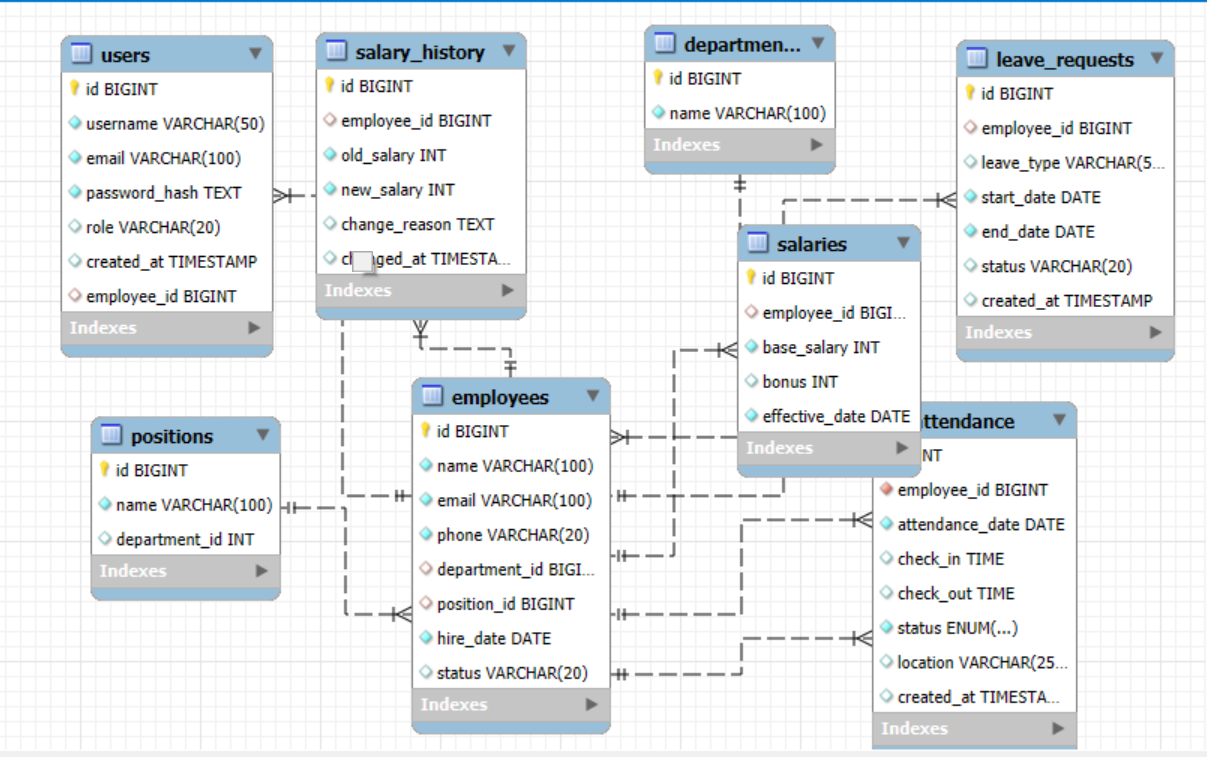 users
id BIGINT
username VARCHAR(50)
email VARCHAR(100)
password_hash TEXT
role VARCHAR(20)
created_at TIMESTAMP
employee_id BIGINT
Indexes
salary_history
id BIGINT
employee_id BIGINT
old_salary INT
new_salary INT
change_reason TEXT
TIMESTA...
Indexes
departmen...
id BIGINT
name VARCHAR(100)
Indexes
leave_requests
id BIGINT
employee_id BIGINT
leave_type VARCHAR(5...
start_date DATE
end_date DATE
status VARCHAR(20)
created_at TIMESTAMP
Indexes
salaries
id BIGINT
employee_id BIGI...
base_salary INT
bonus INT
effective_date DATE
Indexes
positions
id BIGINT
name VARCHAR(100)
department_id INT
Indexes
employees
id BIGINT
name VARCHAR(100)
email VARCHAR(100)
phone VARCHAR(20)
department_id BIGI...
position_id BIGINT
hire_date DATE
status VARCHAR(20)
Indexes
ttendance
NT
employee_id BIGINT
attendance_date DATE
check_in TIME
check_out TIME
status ENUM(...)
location VARCHAR(25...
created_at TIMESTA...
Indexes